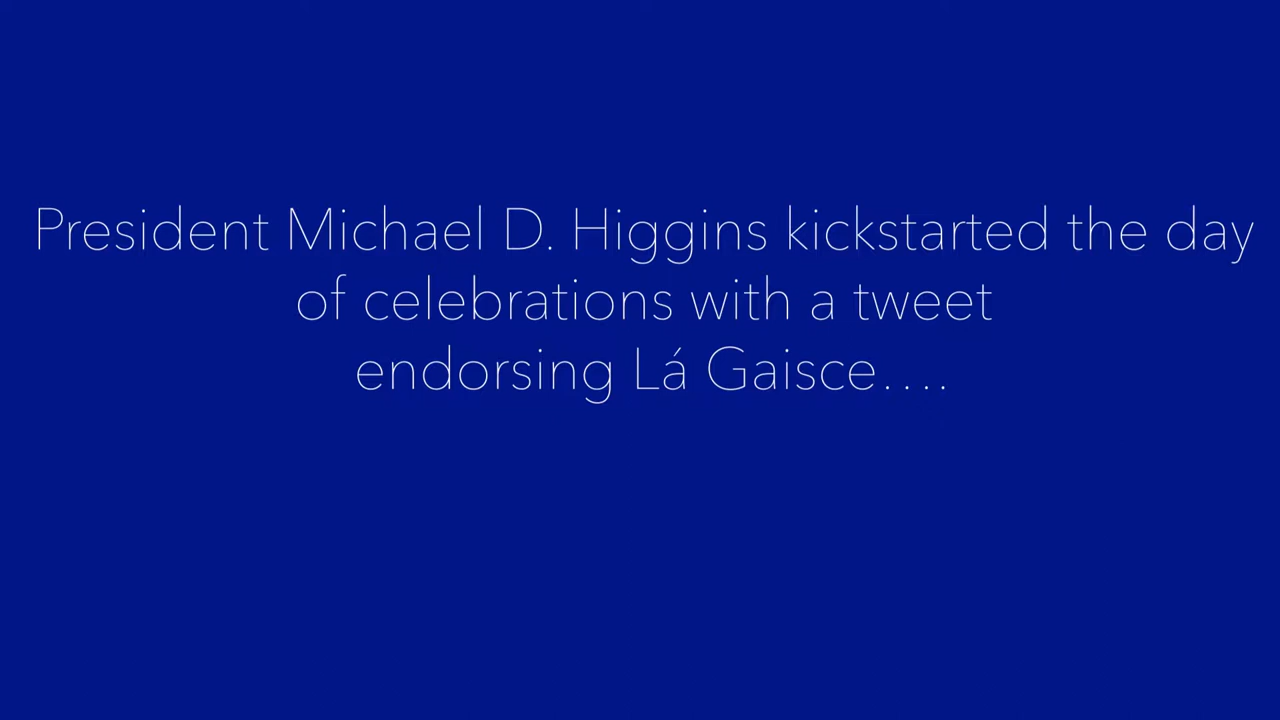 President Michael D. Higgins kickstarted the day
of celebrations with a tweet
endorsing Lá Gaisce….